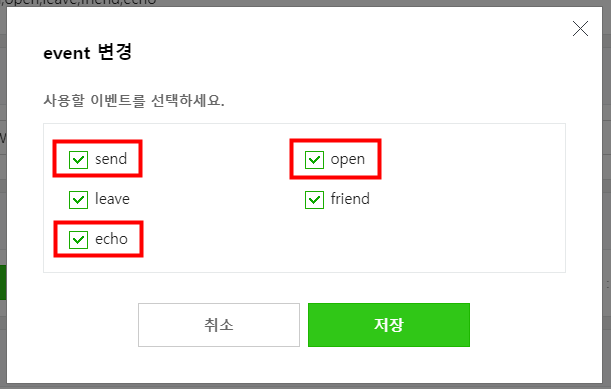 ,open,leave,friend,echo
event 변경
사용할 이벤트를 선택하세요.
send
open
leave
friend
echo
취소
저장